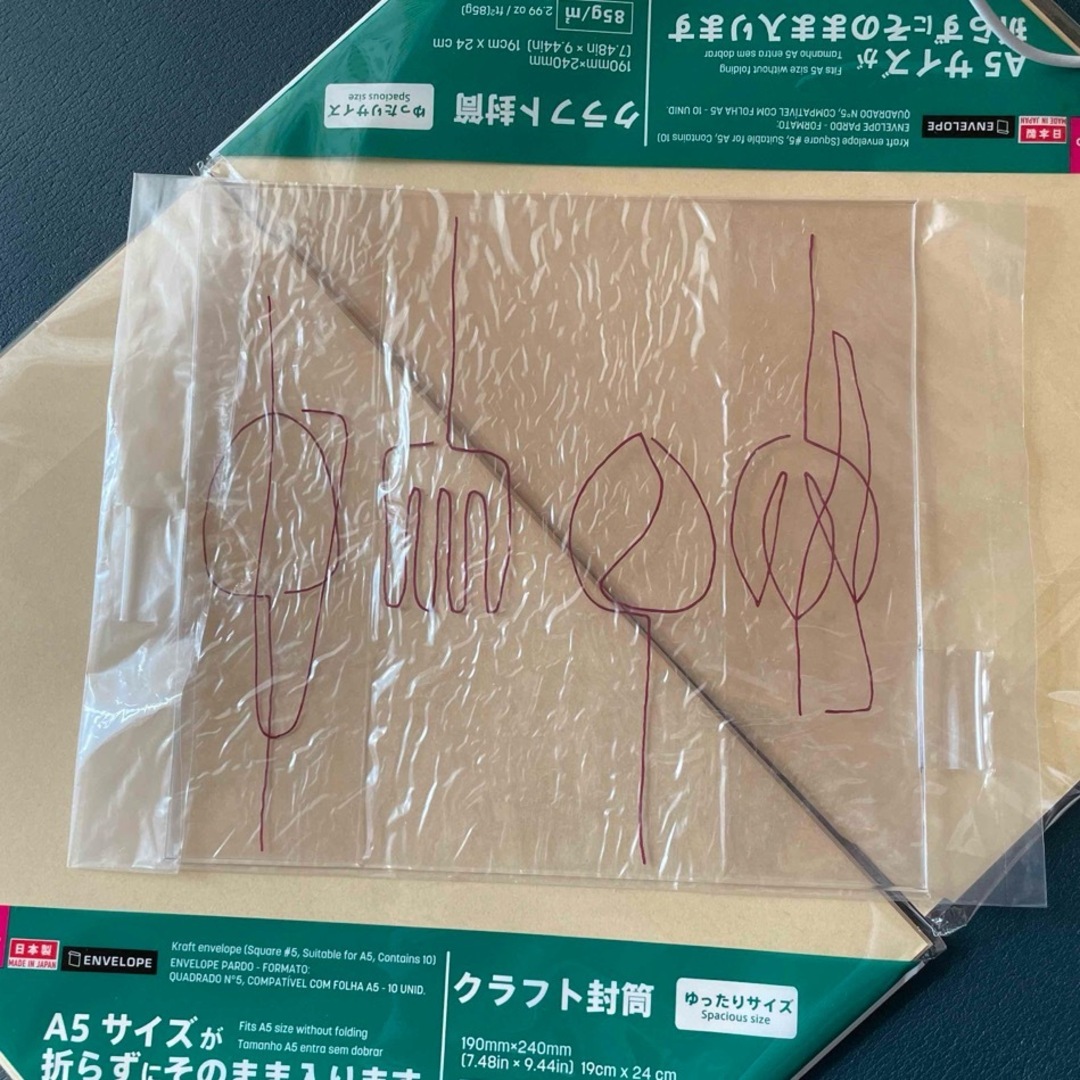 A5 サイズが
折らずにそのまま入ります
Fits A5 size without folding
Tamanho A5 entra sem dobrar
日本製
MADE IN JAPAN
ENVELOPE
Kraft envelope (Square #5, Suitable for A5, Contains 10)
ENVELOPE PARDO - FORMATO:
QUADRADO N°5, COMPATÍVEL COM FOLHA A5 - 10 UNID.
クラフト封筒
ゆったりサイズ
Spacious size
190mm×240mm
(7.48in × 9.44in) 19cm x 24 cm
85g/m²
2.99 oz / ft²(85g)
日本製
MADE IN JAPAN
ENVELOPE
Kraft envelope (Square #5, Suitable for A5, Contains 10)
ENVELOPE PARDO - FORMATO:
QUADRADO N°5, COMPATÍVEL COM FOLHA A5 - 10 UNID.
A5 サイズが
折らずにそのまま入ります
Fits A5 size without folding
Tamanho A5 entra sem dobrar
クラフト封筒
ゆったりサイズ
Spacious size
190mm×240mm
(7.48in × 9.44in) 19cm x 24 cm